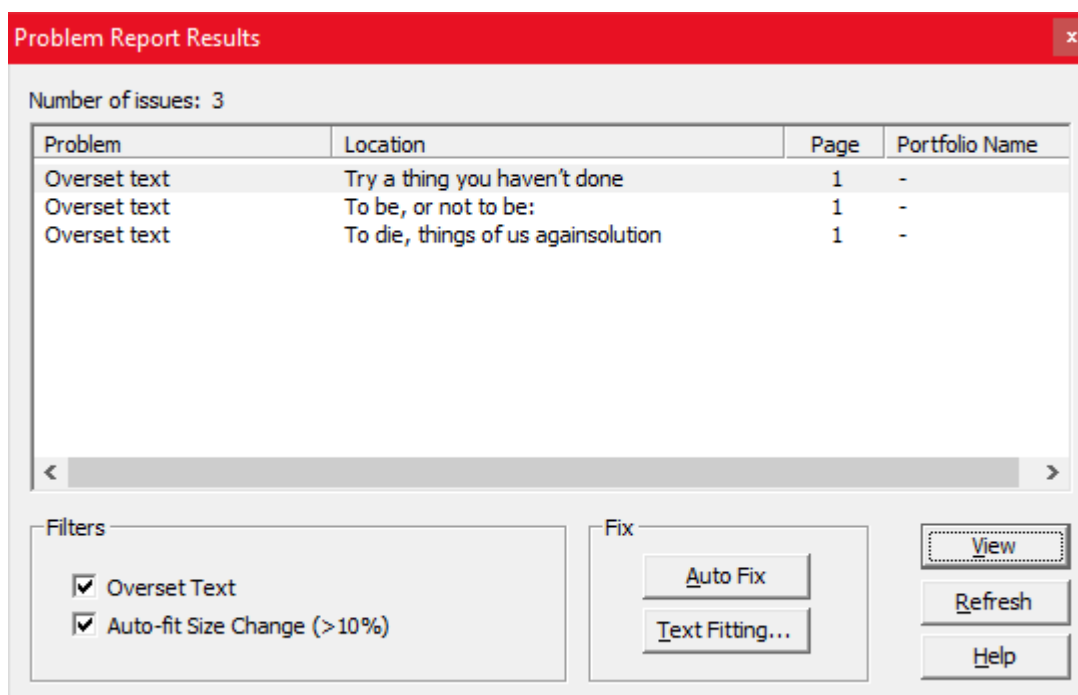 Problem Report Results x
Number of issues: 3
Problem Location Page Portfolio Name
Overset text Try a thing you haven't done 1 -
Overset text To be, or not to be: 1 -
Overset text To die, things of us againsolution 1 -
Filters Fix
View
Auto Fix
Overset Text
Refresh
Auto-fit Size Change (>10%)
Text Fitting...
Help